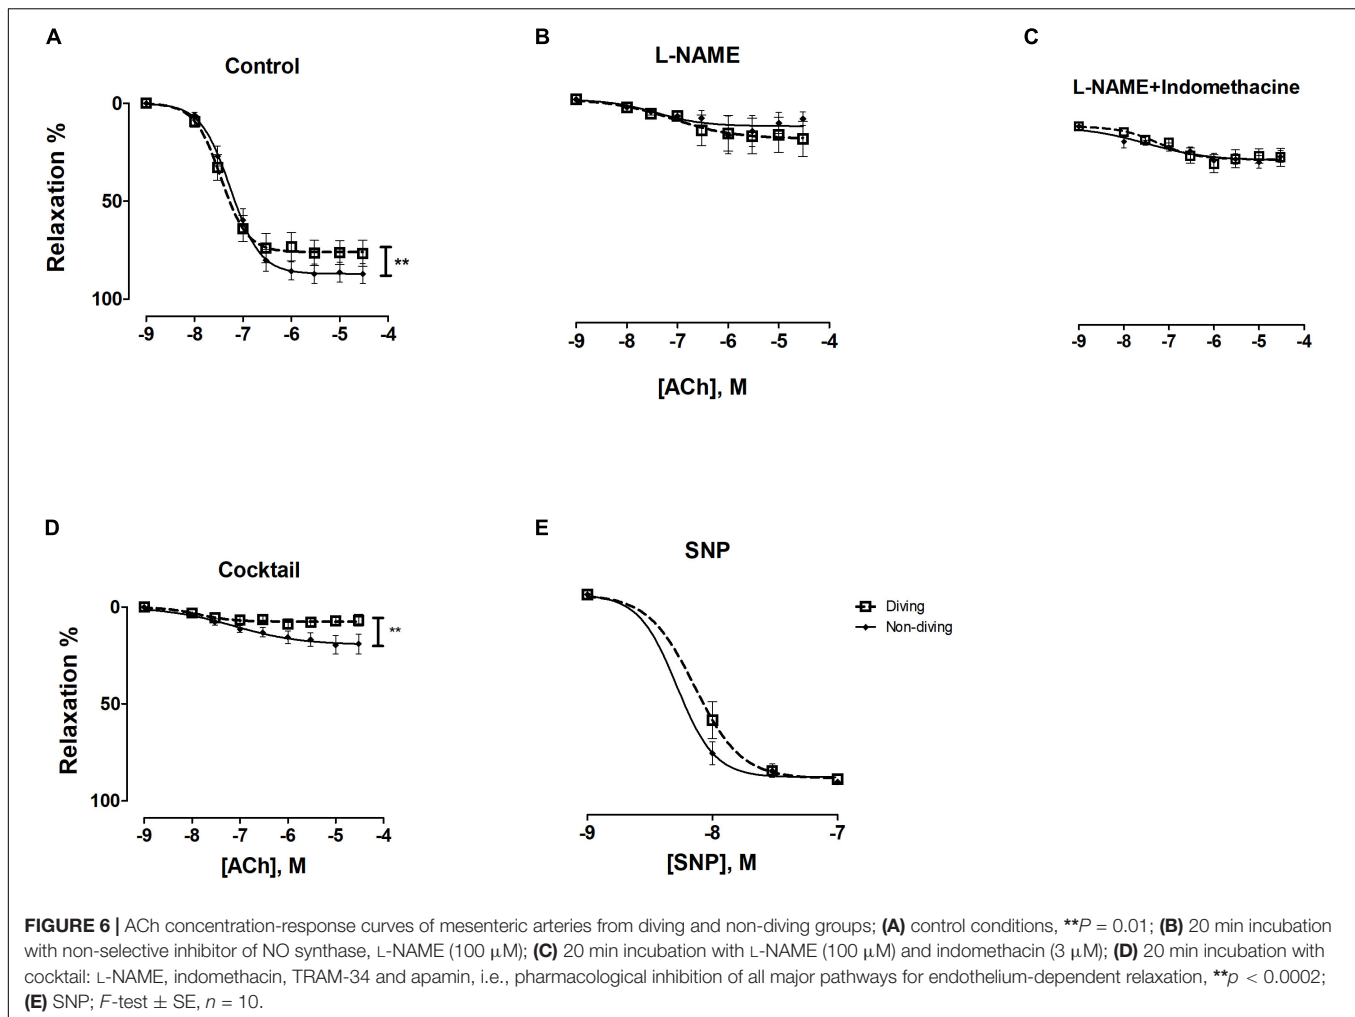 A
Control
Relaxation %
0
50
100
-9 -8 -7 -6 -5 -4
**
B
L-NAME
-9 -8 -7 -6 -5 -4
[ACh], M
C
L-NAME+Indomethacine
-9 -8 -7 -6 -5 -4
D
Cocktail
Relaxation %
0
50
100
-9 -8 -7 -6 -5 -4
**
[ACh], M
E
SNP
-9 -8 -7
[SNP], M
Diving
Non-diving
FIGURE 6 | ACh concentration-response curves of mesenteric arteries from diving and non-diving groups; (A) control conditions, **P = 0.01; (B) 20 min incubation
with non-selective inhibitor of NO synthase, L-NAME (100 μM); (C) 20 min incubation with L-NAME (100 μM) and indomethacin (3 μM); (D) 20 min incubation with
cocktail: L-NAME, indomethacin, TRAM-34 and apamin, i.e., pharmacological inhibition of all major pathways for endothelium-dependent relaxation, **p < 0.0002;
(E) SNP; F-test ± SE, n = 10.